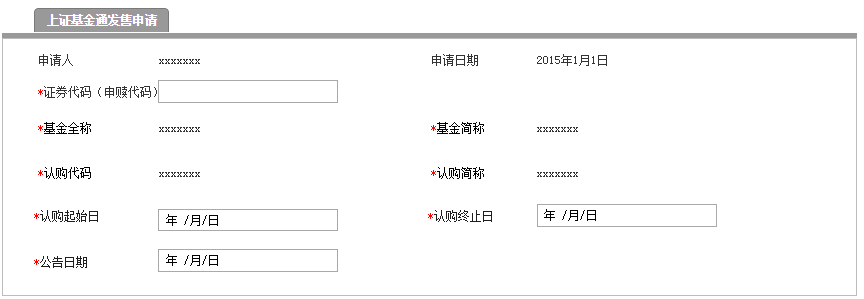 上证基金通发售申请
申请人 xxxxxxx 申请日期 2015年1月1日
*证券代码（申赎代码）
*基金全称 xxxxxxx *基金简称 xxxxxxx
*认购代码 xxxxxxx *认购简称 xxxxxxx
*认购起始日 年 /月/日 *认购终止日 年 /月/日
*公告日期 年 /月/日